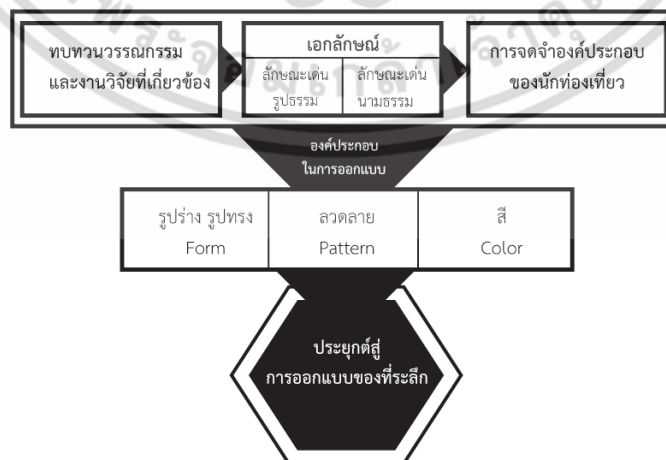 ทบทวนวรรณกรรม
และงานวิจัยที่เกี่ยวข้อง
เอกลักษณ์
ลักษณะเด่น
รูปธรรม
ลักษณะเด่น
นามธรรม
การจดจำองค์ประกอบ
ของนักท่องเที่ยว
องค์ประกอบ
ในการออกแบบ
รูปร่าง รูปทรง
Form
ลวดลาย
Pattern
สี
Color
ประยุกต์สู่
การออกแบบของที่ระลึก